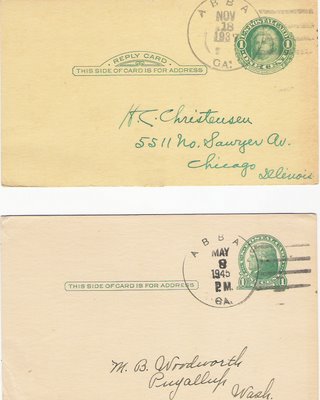 ABBA
NOV
18
GA.
REPLY CARD
THIS SIDE OF CARD IS FOR ADDRESS
H. C. Christensen
5511 No. Sawyer Av.
Chicago
Illinois
ABBA
MAY
8
1945
P.M.
GA.
THIS SIDE OF CARD IS FOR ADDRESS
M. B. Woodworth
Puyallup
Wash.